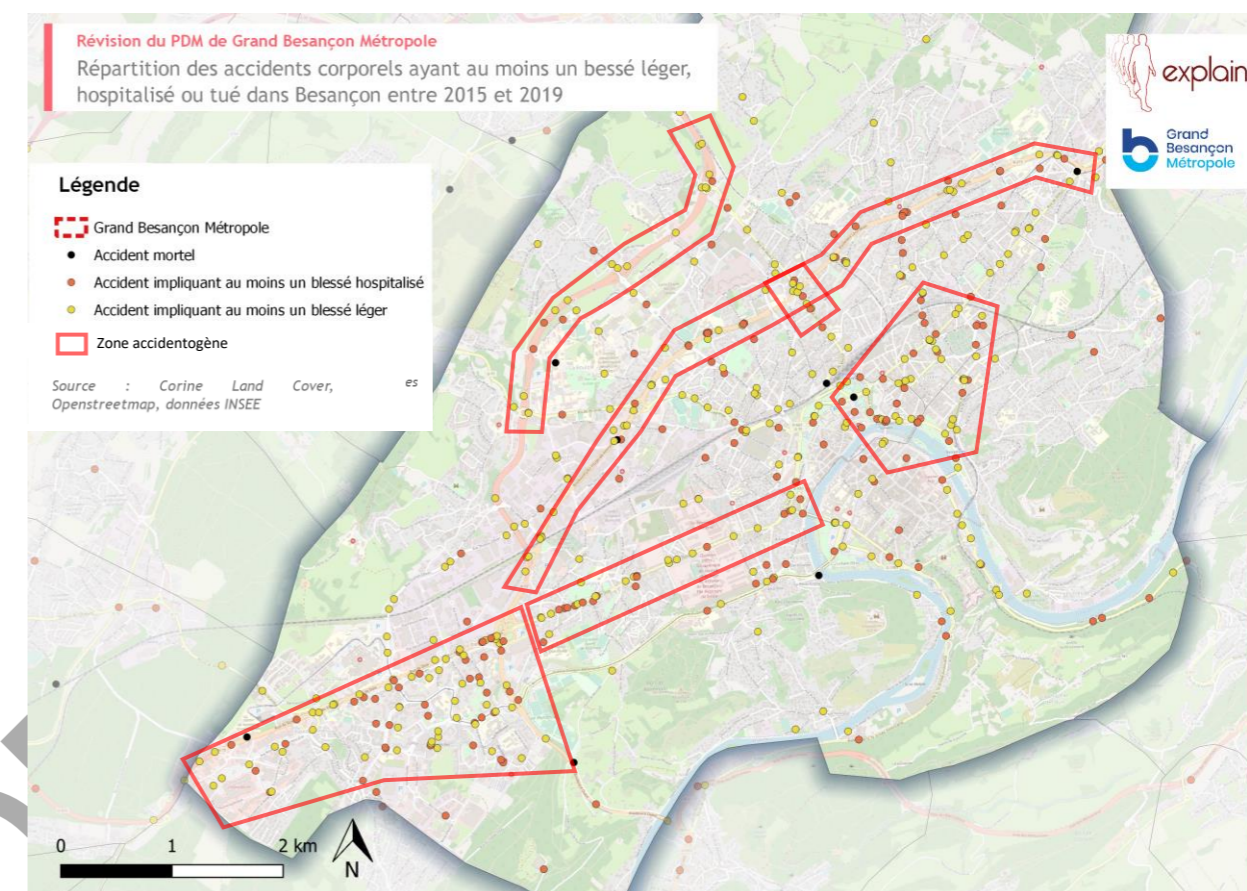 Révision du PDM de Grand Besançon Métropole
Répartition des accidents corporels ayant au moins un bessé léger,
hospitalisé ou tué dans Besançon entre 2015 et 2019
explain
Grand
Besançon
Métropole
Légende
Grand Besançon Métropole
Accident mortel
Accident impliquant au moins un blessé hospitalisé
Accident impliquant au moins un blessé léger
Zone accidentogène
Source : Corine Land Cover, es
Openstreetmap, données INSEE
0 1 2 km
N